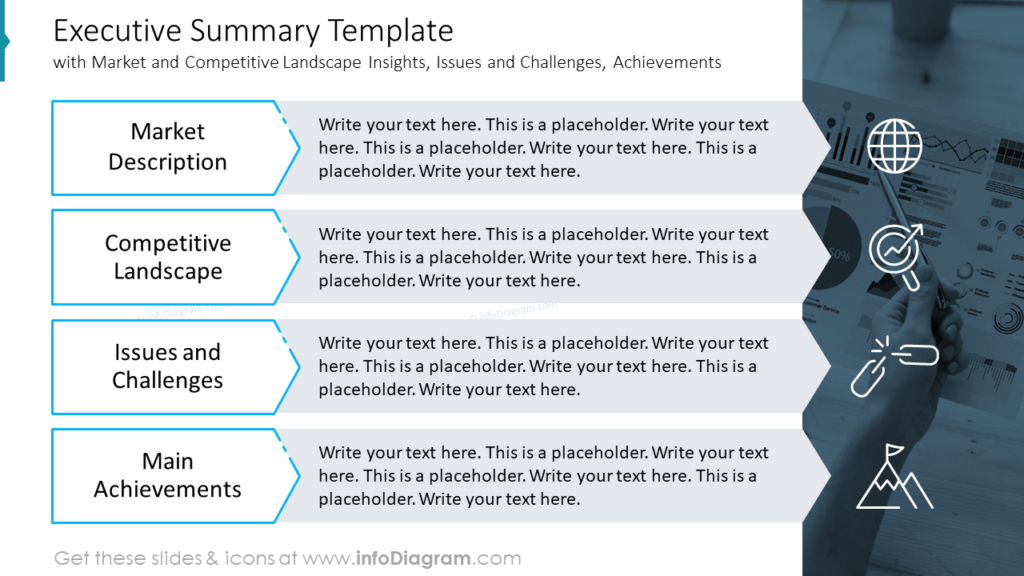 Executive Summary Template
with Market and Competitive Landscape Insights, Issues and Challenges, Achievements
Market
Description
Write your text here. This is a placeholder. Write your text
here. This is a placeholder. Write your text here. This is a
placeholder. Write your text here.
Competitive
Landscape
Write your text here. This is a placeholder. Write your text
here. This is a placeholder. Write your text here. This is a
placeholder. Write your text here.
© infoDiagram.com
© infoDiagram.com
Issues and
Challenges
Write your text here. This is a placeholder. Write your text
here. This is a placeholder. Write your text here. This is a
placeholder. Write your text here.
Main
Achievements
Write your text here. This is a placeholder. Write your text
here. This is a placeholder. Write your text here. This is a
placeholder. Write your text here.
Get these slides & icons at www.infoDiagram.com